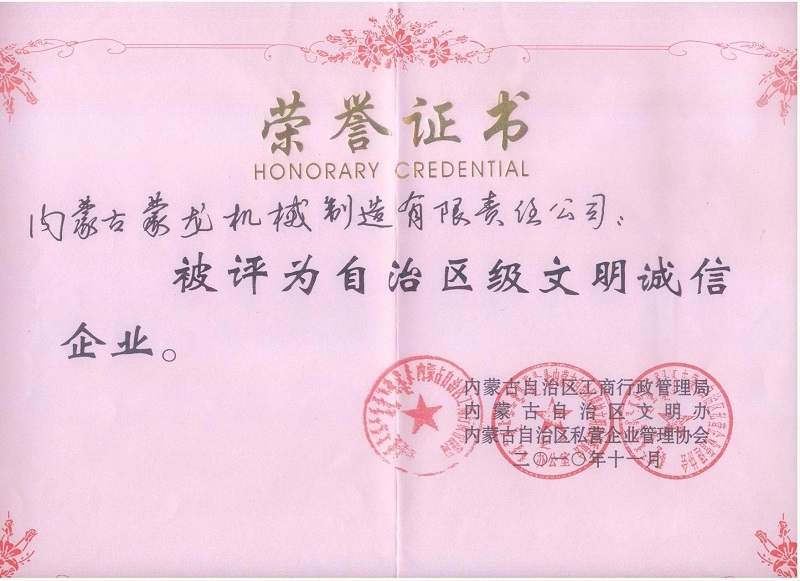 荣誉证书
HONORARY CREDENTIAL
内蒙古蒙龙机械制造有限责任公司：
被评为自治区级文明诚信
企业。
内蒙古自治区工商行政管理局
内蒙古自治区文明办
内蒙古自治区私营企业管理协会
二〇一〇年十一月
办公室